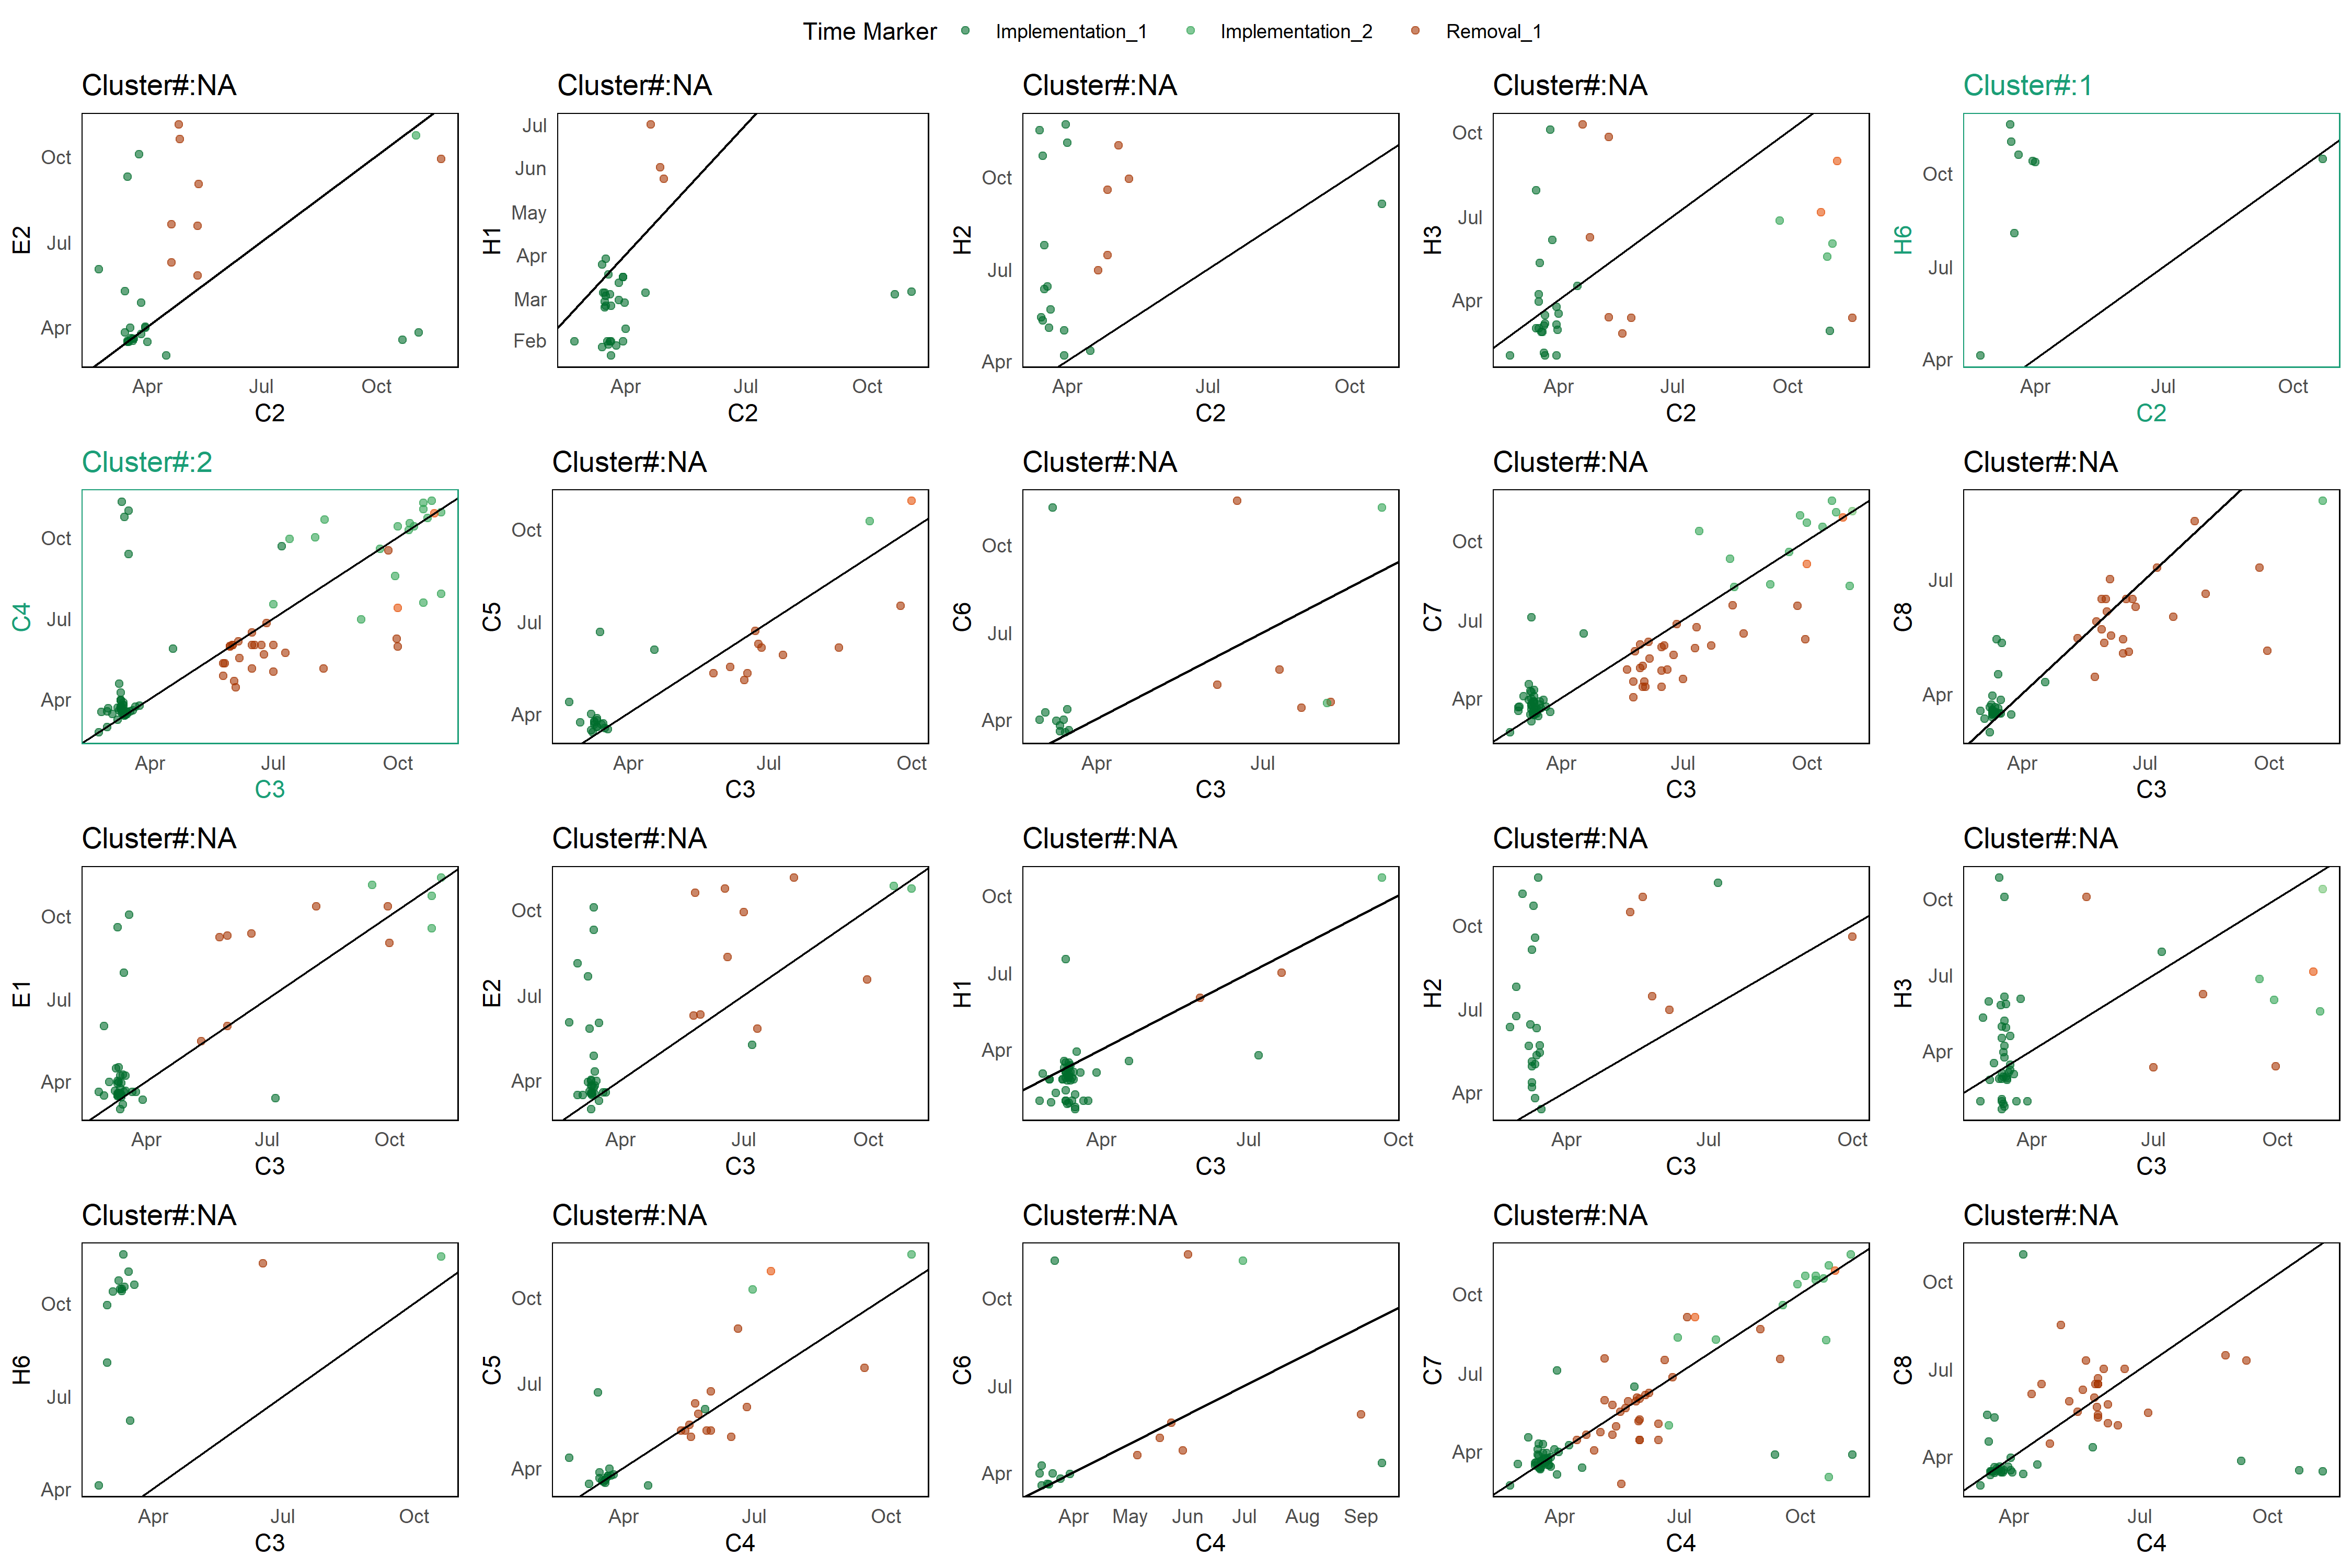 Time Marker Implementation_1 Implementation_2 Removal_1
Cluster#:NA Cluster#:NA Cluster#:NA Cluster#:NA Cluster#:1
E2 Oct Jul Apr
Apr Jul Oct
C2
H1 Jul Jun May Apr Mar Feb
Apr Jul Oct
C2
H2 Oct Jul Apr
Apr Jul Oct
C2
H3 Oct Jul Apr
Apr Jul Oct
C2
H6 Oct Jul Apr
Apr Jul Oct
C2
Cluster#:2 Cluster#:NA Cluster#:NA Cluster#:NA Cluster#:NA
C4 Oct Jul Apr
Apr Jul Oct
C3
C5 Oct Jul Apr
Apr Jul Oct
C3
C6 Oct Jul Apr
Apr Jul
C3
C7 Oct Jul Apr
Apr Jul Oct
C3
C8 Jul Apr
Apr Jul Oct
C3
Cluster#:NA Cluster#:NA Cluster#:NA Cluster#:NA Cluster#:NA
E1 Oct Jul Apr
Apr Jul Oct
C3
E2 Oct Jul Apr
Apr Jul Oct
C3
H1 Oct Jul Apr
Apr Jul Oct
C3
H2 Oct Jul Apr
Apr Jul Oct
C3
H3 Oct Jul Apr
Apr Jul Oct
C3
Cluster#:NA Cluster#:NA Cluster#:NA Cluster#:NA Cluster#:NA
H6 Oct Jul Apr
Apr Jul Oct
C3
C5 Oct Jul Apr
Apr Jul Oct
C4
C6 Oct Jul Apr
Apr May Jun Jul Aug Sep
C4
C7 Oct Jul Apr
Apr Jul Oct
C4
C8 Oct Jul Apr
Apr Jul Oct
C4